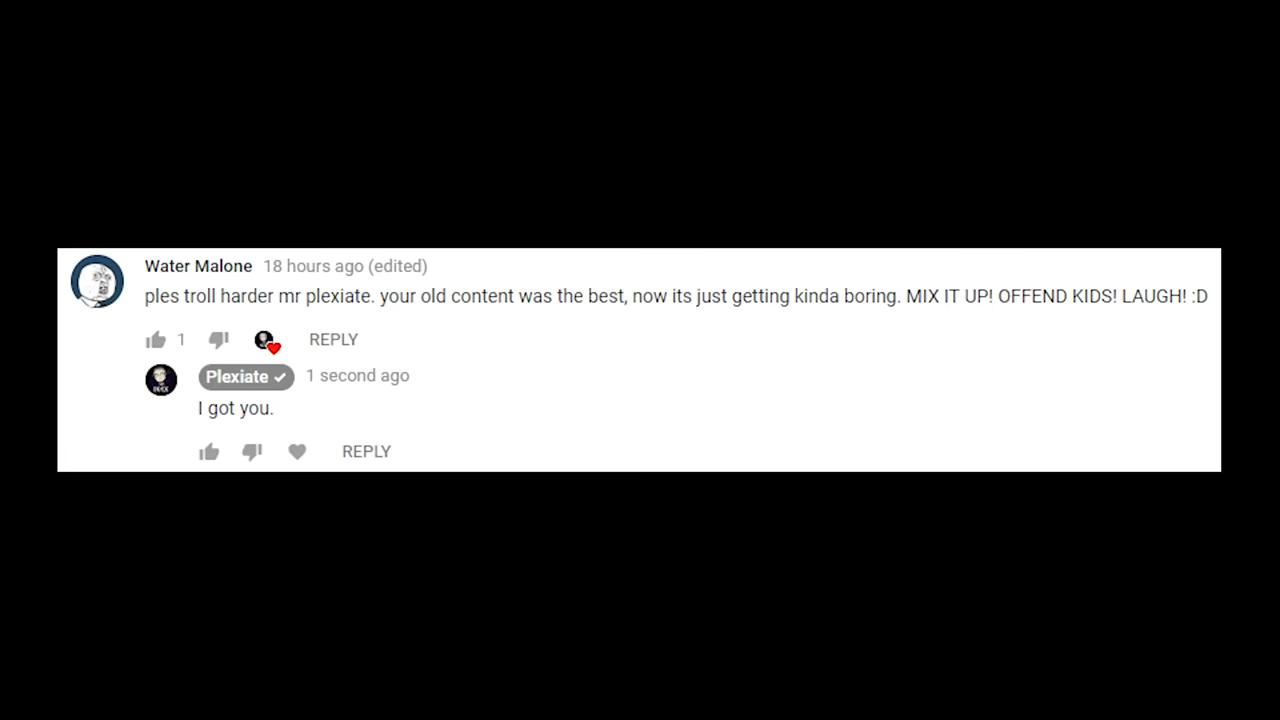 Water Malone 18 hours ago (edited)
ples troll harder mr plexiate. your old content was the best, now its just getting kinda boring. MIX IT UP! OFFEND KIDS! LAUGH! :D
1 REPLY
Plexiate 1 second ago
I got you.
REPLY